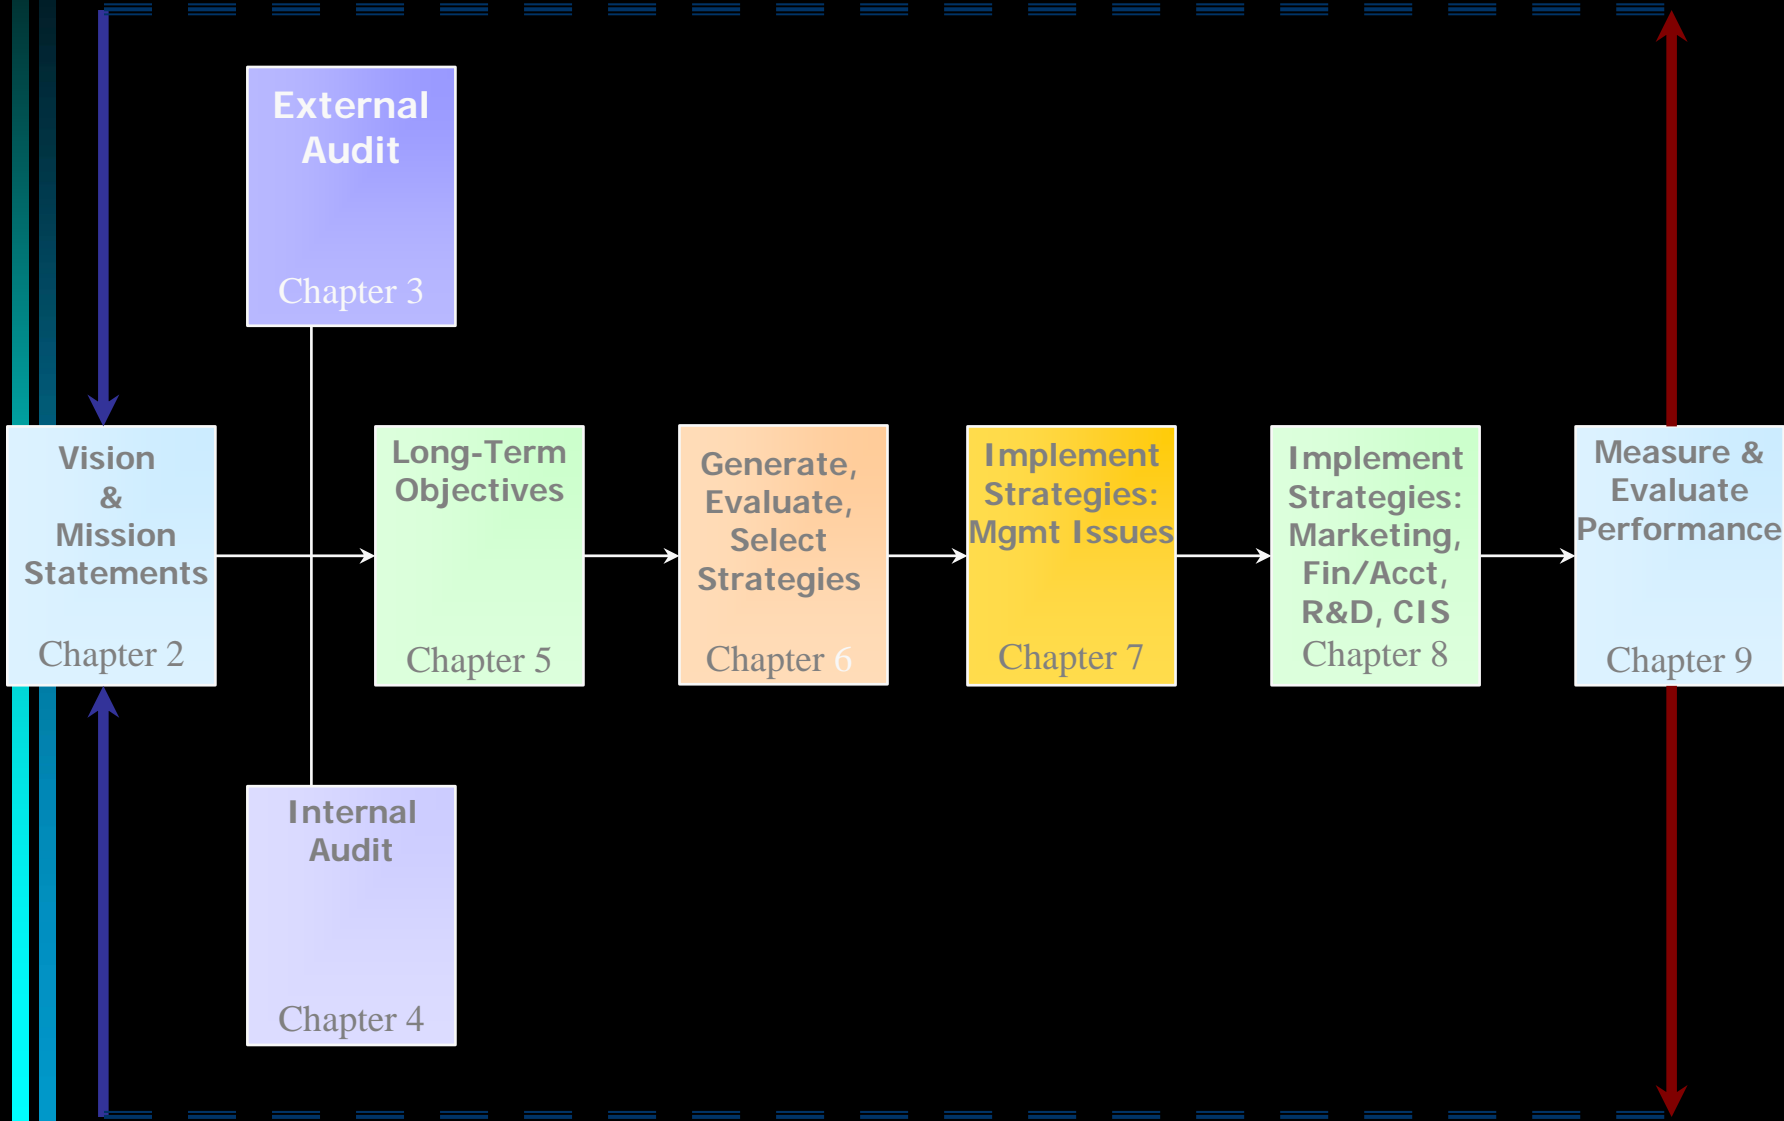 External
Audit
Chapter 3
Vision
&
Mission
Statements
Chapter 2
Long-Term
Objectives
Chapter 5
Generate,
Evaluate,
Select
Strategies
Chapter 6
Implement
Strategies:
Mgmt Issues
Chapter 7
Implement
Strategies:
Marketing,
Fin/Acct,
R&D, CIS
Chapter 8
Measure &
Evaluate
Performance
Chapter 9
Internal
Audit
Chapter 4